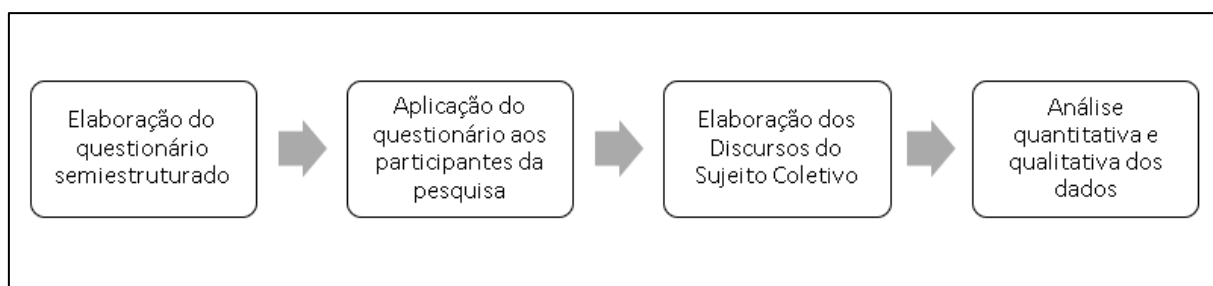 Elaboração do
questionário
semiestruturado
Aplicação do
questionário aos
participantes da
pesquisa
Elaboração dos
Discursos do
Sujeito Coletivo
Análise
quantitativa e
qualitativa dos
dados